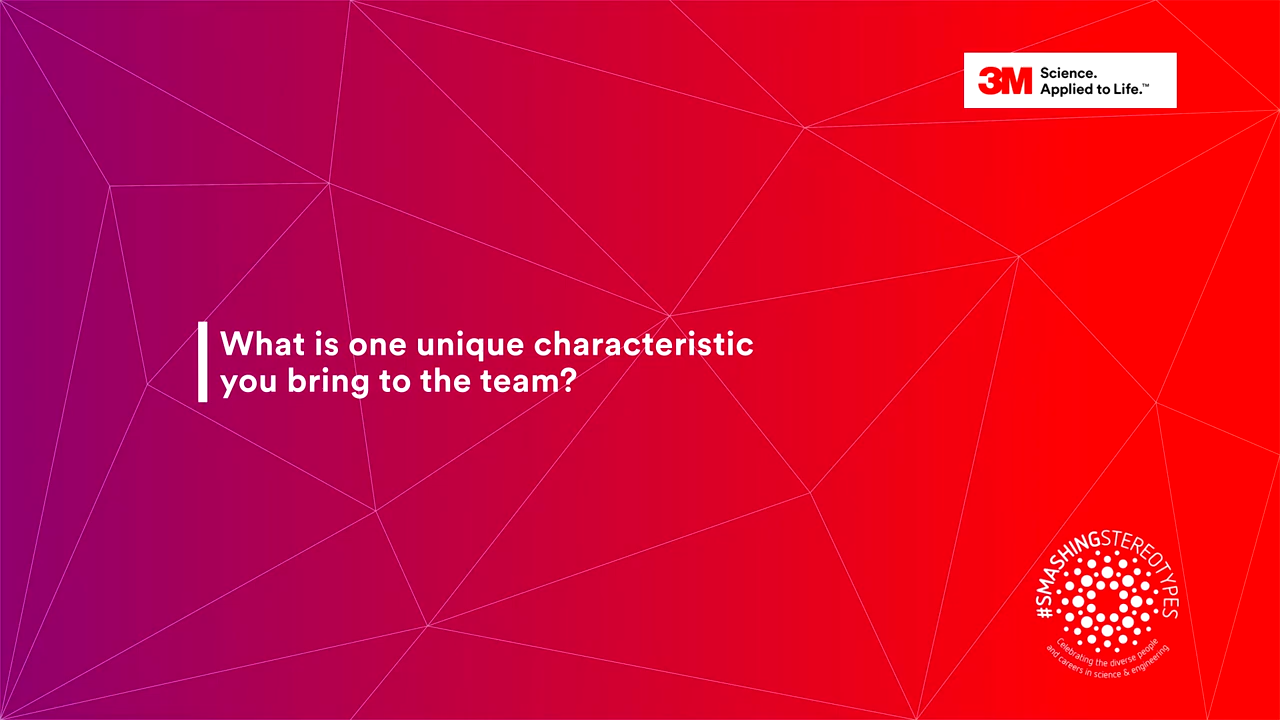 3M Science.
Applied to Life.™
What is one unique characteristic
you bring to the team?
#SMASHINGSTEREOTYPES
Celebrating the diverse people
and careers in science & engineering